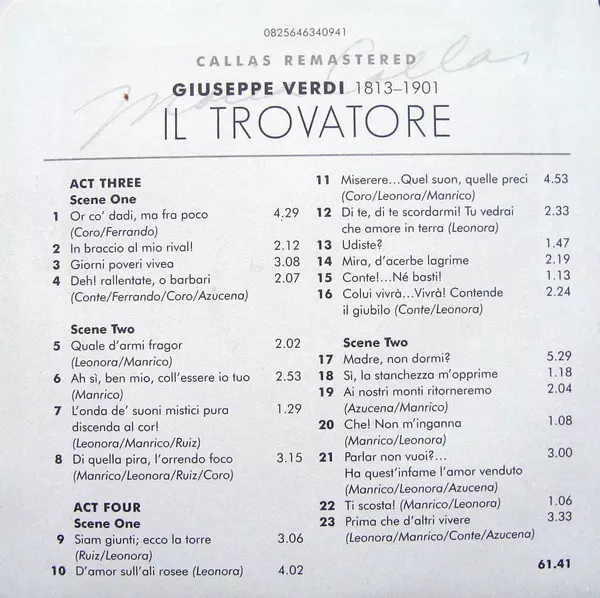 0825646340941
CALLAS REMASTERED
Maria Callas
GIUSEPPE VERDI 1813–1901
IL TROVATORE
ACT THREE
Scene One
1 Or co' dadi, ma fra poco 4.29
(Coro/Ferrando)
2 In braccio al mio rival! 2.12
3 Giorni poveri vivea 3.08
4 Deh! rallentate, o barbari 2.07
(Conte/Ferrando/Coro/Azucena)
Scene Two
5 Quale d'armi fragor 2.02
(Leonora/Manrico)
6 Ah sì, ben mio, coll'essere io tuo 2.53
(Manrico)
7 L'onda de' suoni mistici pura 1.29
discenda al cor!
(Leonora/Manrico/Ruiz)
8 Di quella pira, l'orrendo foco 3.15
(Manrico/Leonora/Ruiz/Coro)
ACT FOUR
Scene One
9 Siam giunti; ecco la torre 3.06
(Ruiz/Leonora)
10 D'amor sull'ali rosee (Leonora) 4.02
11 Miserere...Quel suon, quelle preci 4.53
(Coro/Leonora/Manrico)
12 Di te, di te scordarmi! Tu vedrai 2.33
che amore in terra (Leonora)
13 Udiste? 1.47
14 Mira, d'acerbe lagrime 2.19
15 Conte!...Né basti! 1.13
16 Colui vivrà...Vivrà! Contende 2.24
il giubilo (Conte/Leonora)
Scene Two
17 Madre, non dormi? 5.29
18 Sì, la stanchezza m'opprime 1.18
19 Ai nostri monti ritorneremo 2.04
(Azucena/Manrico)
20 Che! Non m'inganna 1.08
(Manrico/Leonora)
21 Parlar non vuoi?... 3.00
Ha quest'infame l'amor venduto
(Manrico/Leonora/Azucena)
22 Ti scosta! (Manrico/Leonora) 1.06
23 Prima che d'altri vivere 3.33
(Leonora/Manrico/Conte/Azucena)
61.41